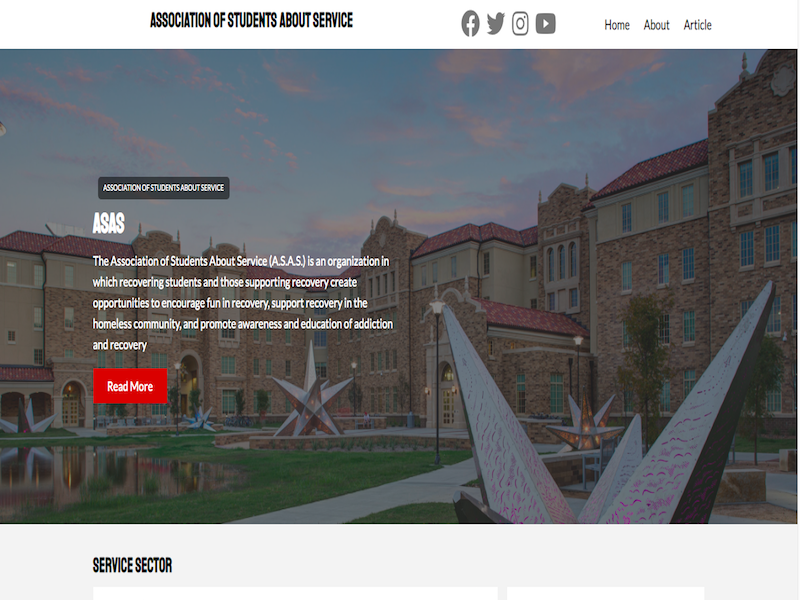 ASSOCIATION OF STUDENTS ABOUT SERVICE
Home About Article
ASSOCIATION OF STUDENTS ABOUT SERVICE
ASAS
The Association of Students About Service (A.S.A.S.) is an organization in
which recovering students and those supporting recovery create
opportunities to encourage fun in recovery, support recovery in the
homeless community, and promote awareness and education of addiction
and recovery
Read More
SERVICE SECTOR